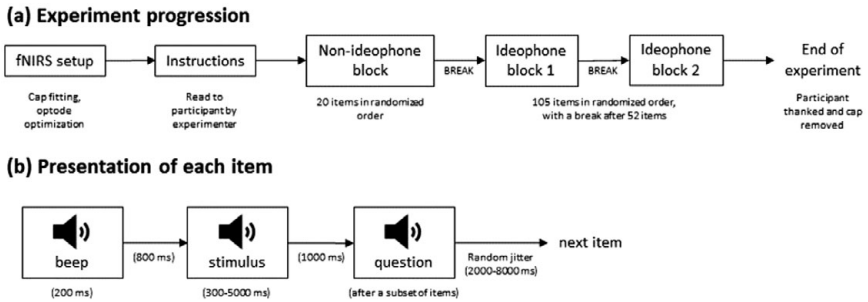 (a) Experiment progression
fNIRS setup
Instructions
Non-ideophone
block
BREAK
Ideophone
block 1
BREAK
Ideophone
block 2
End of
experiment
Cap fitting,
optode
optimization
Read to
participant by
experimenter
20 items in randomized
order
105 items in randomized order,
with a break after 52 items
Participant
thanked and cap
removed
(b) Presentation of each item
beep
(800 ms)
stimulus
(1000 ms)
question
Random jitter
(2000-8000 ms)
next item
(200 ms)
(300-5000 ms)
(after a subset of items)